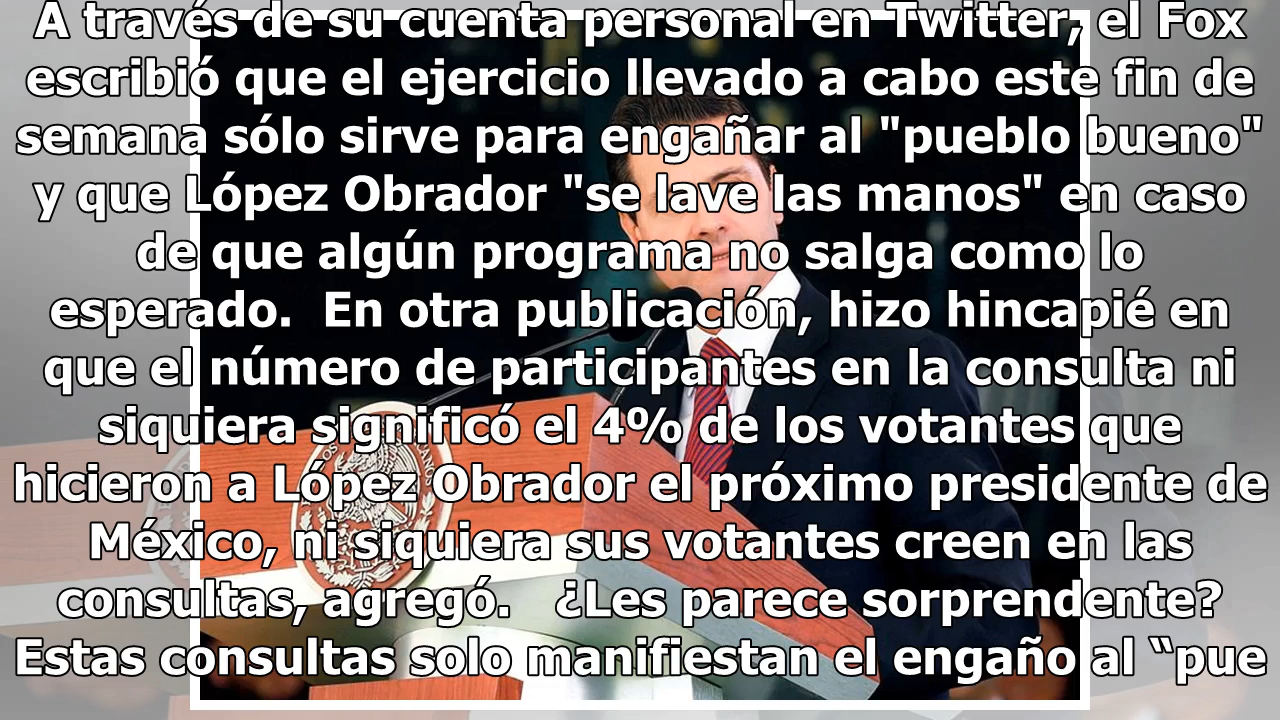 A través de su cuenta personal en Twitter, el Fox
escribió que el ejercicio llevado a cabo este fin de
semana sólo sirve para engañar al "pueblo bueno"
y que López Obrador "se lave las manos" en caso
de que algún programa no salga como lo
esperado.  En otra publicación, hizo hincapié en
que el número de participantes en la consulta ni
siquiera significó el 4% de los votantes que
hicieron a López Obrador el próximo presidente de
México, ni siquiera sus votantes creen en las
consultas, agregó.   ¿Les parece sorprendente?
Estas consultas solo manifiestan el engaño al “pue